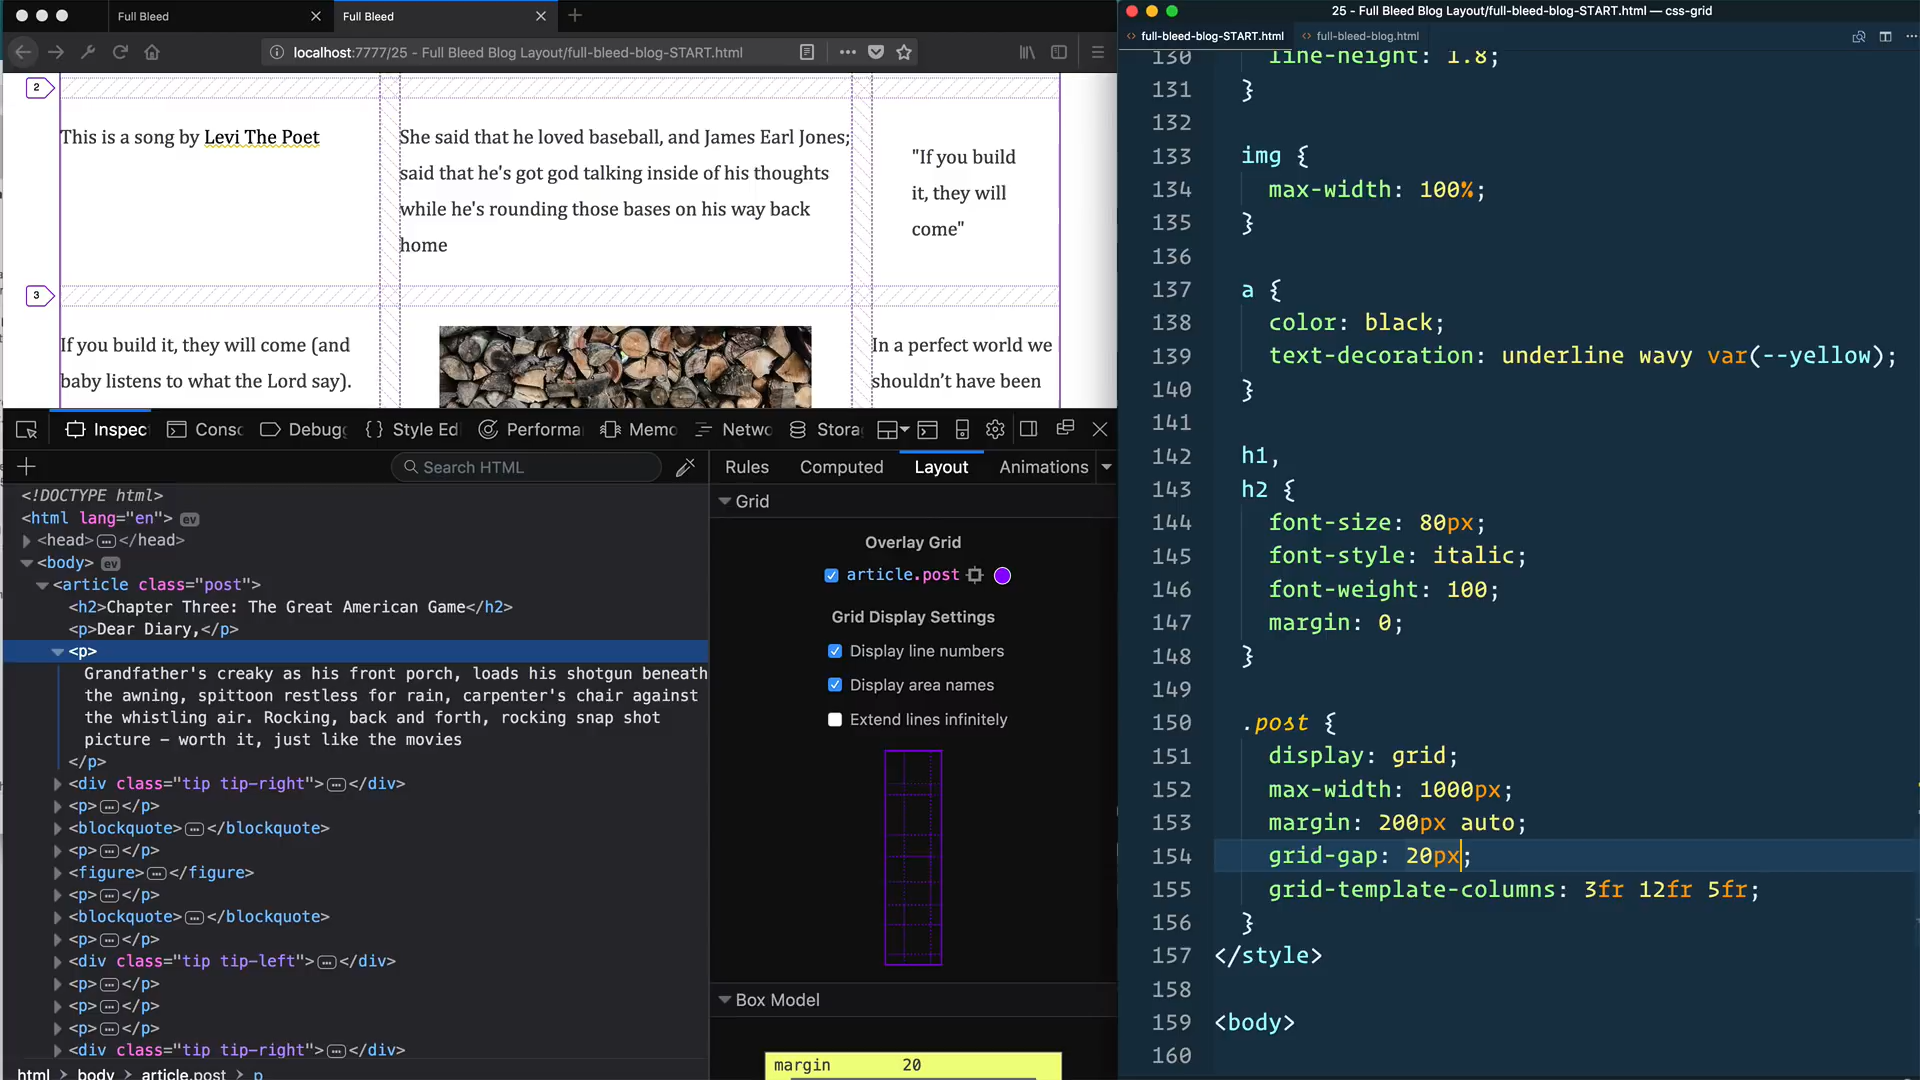 Full Bleed
Full Bleed
localhost:7777/25 - Full Bleed Blog Layout/full-bleed-blog-START.html
2
This is a song by Levi The Poet
She said that he loved baseball, and James Earl Jones;
said that he's got god talking inside of his thoughts
while he's rounding those bases on his way back
home
"If you build
it, they will
come"
3
If you build it, they will come (and
baby listens to what the Lord say).
In a perfect world we
shouldn't have been
Inspec
Consc
Debug
Style Ed
Performa
Memo
Netwo
Stora
Search HTML
Rules
Computed
Layout
Animations
<!DOCTYPE html>
<html lang="en"> ev
<head></head>
<body> ev
<article class="post">
<h2>Chapter Three: The Great American Game</h2>
<p>Dear Diary,</p>
<p>
Grandfather's creaky as his front porch, loads his shotgun beneath
the awning, spittoon restless for rain, carpenter's chair against
the whistling air. Rocking, back and forth, rocking snap shot
picture – worth it, just like the movies
</p>
<div class="tip tip-right"></div>
<p></p>
<blockquote></blockquote>
<p></p>
<figure></figure>
<p></p>
<blockquote></blockquote>
<p></p>
<div class="tip tip-left"></div>
<p></p>
<p></p>
<p></p>
<div class="tip tip-right"></div>
html > body > article.post > p
Grid
Overlay Grid
article.post
Grid Display Settings
Display line numbers
Display area names
Extend lines infinitely
Box Model
margin 20
25 - Full Bleed Blog Layout/full-bleed-blog-START.html — css-grid
full-bleed-blog-START.html
full-bleed-blog.html
130 line-height: 1.8;
131 }
132
133 img {
134 max-width: 100%;
135 }
136
137 a {
138 color: black;
139 text-decoration: underline wavy var(--yellow);
140 }
141
142 h1,
143 h2 {
144 font-size: 80px;
145 font-style: italic;
146 font-weight: 100;
147 margin: 0;
148 }
149
150 .post {
151 display: grid;
152 max-width: 1000px;
153 margin: 200px auto;
154 grid-gap: 20px;
155 grid-template-columns: 3fr 12fr 5fr;
156 }
157 </style>
158
159 <body>
160